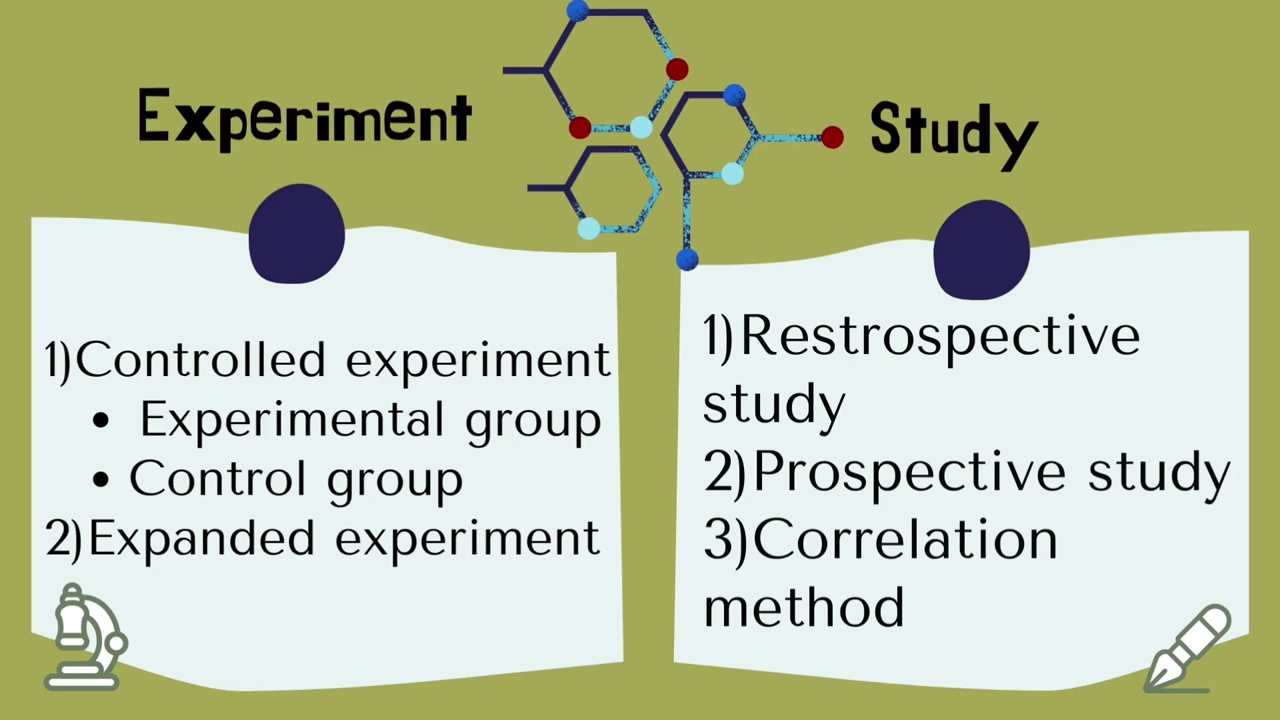 Experiment
Study
1)Controlled experiment
• Experimental group
• Control group
2)Expanded experiment
1)Restrospective
study
2)Prospective study
3)Correlation
method